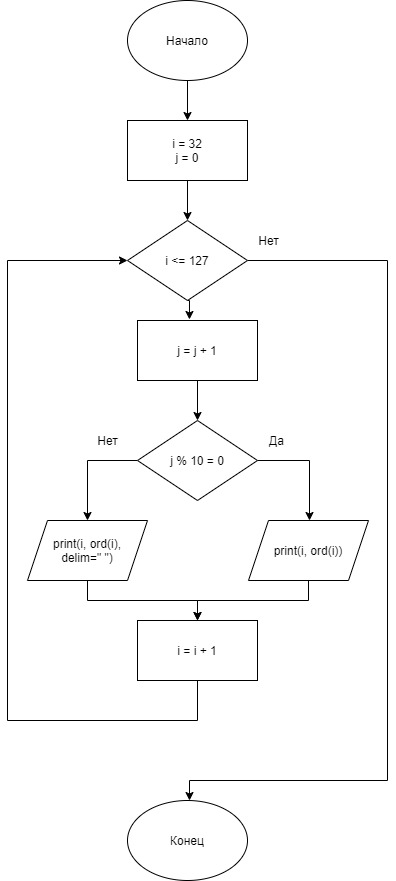 Начало
i = 32
j = 0
i <= 127
Нет
j = j + 1
j % 10 = 0
Нет
Да
print(i, ord(i),
delim=" ")
print(i, ord(i))
i = i + 1
Конец